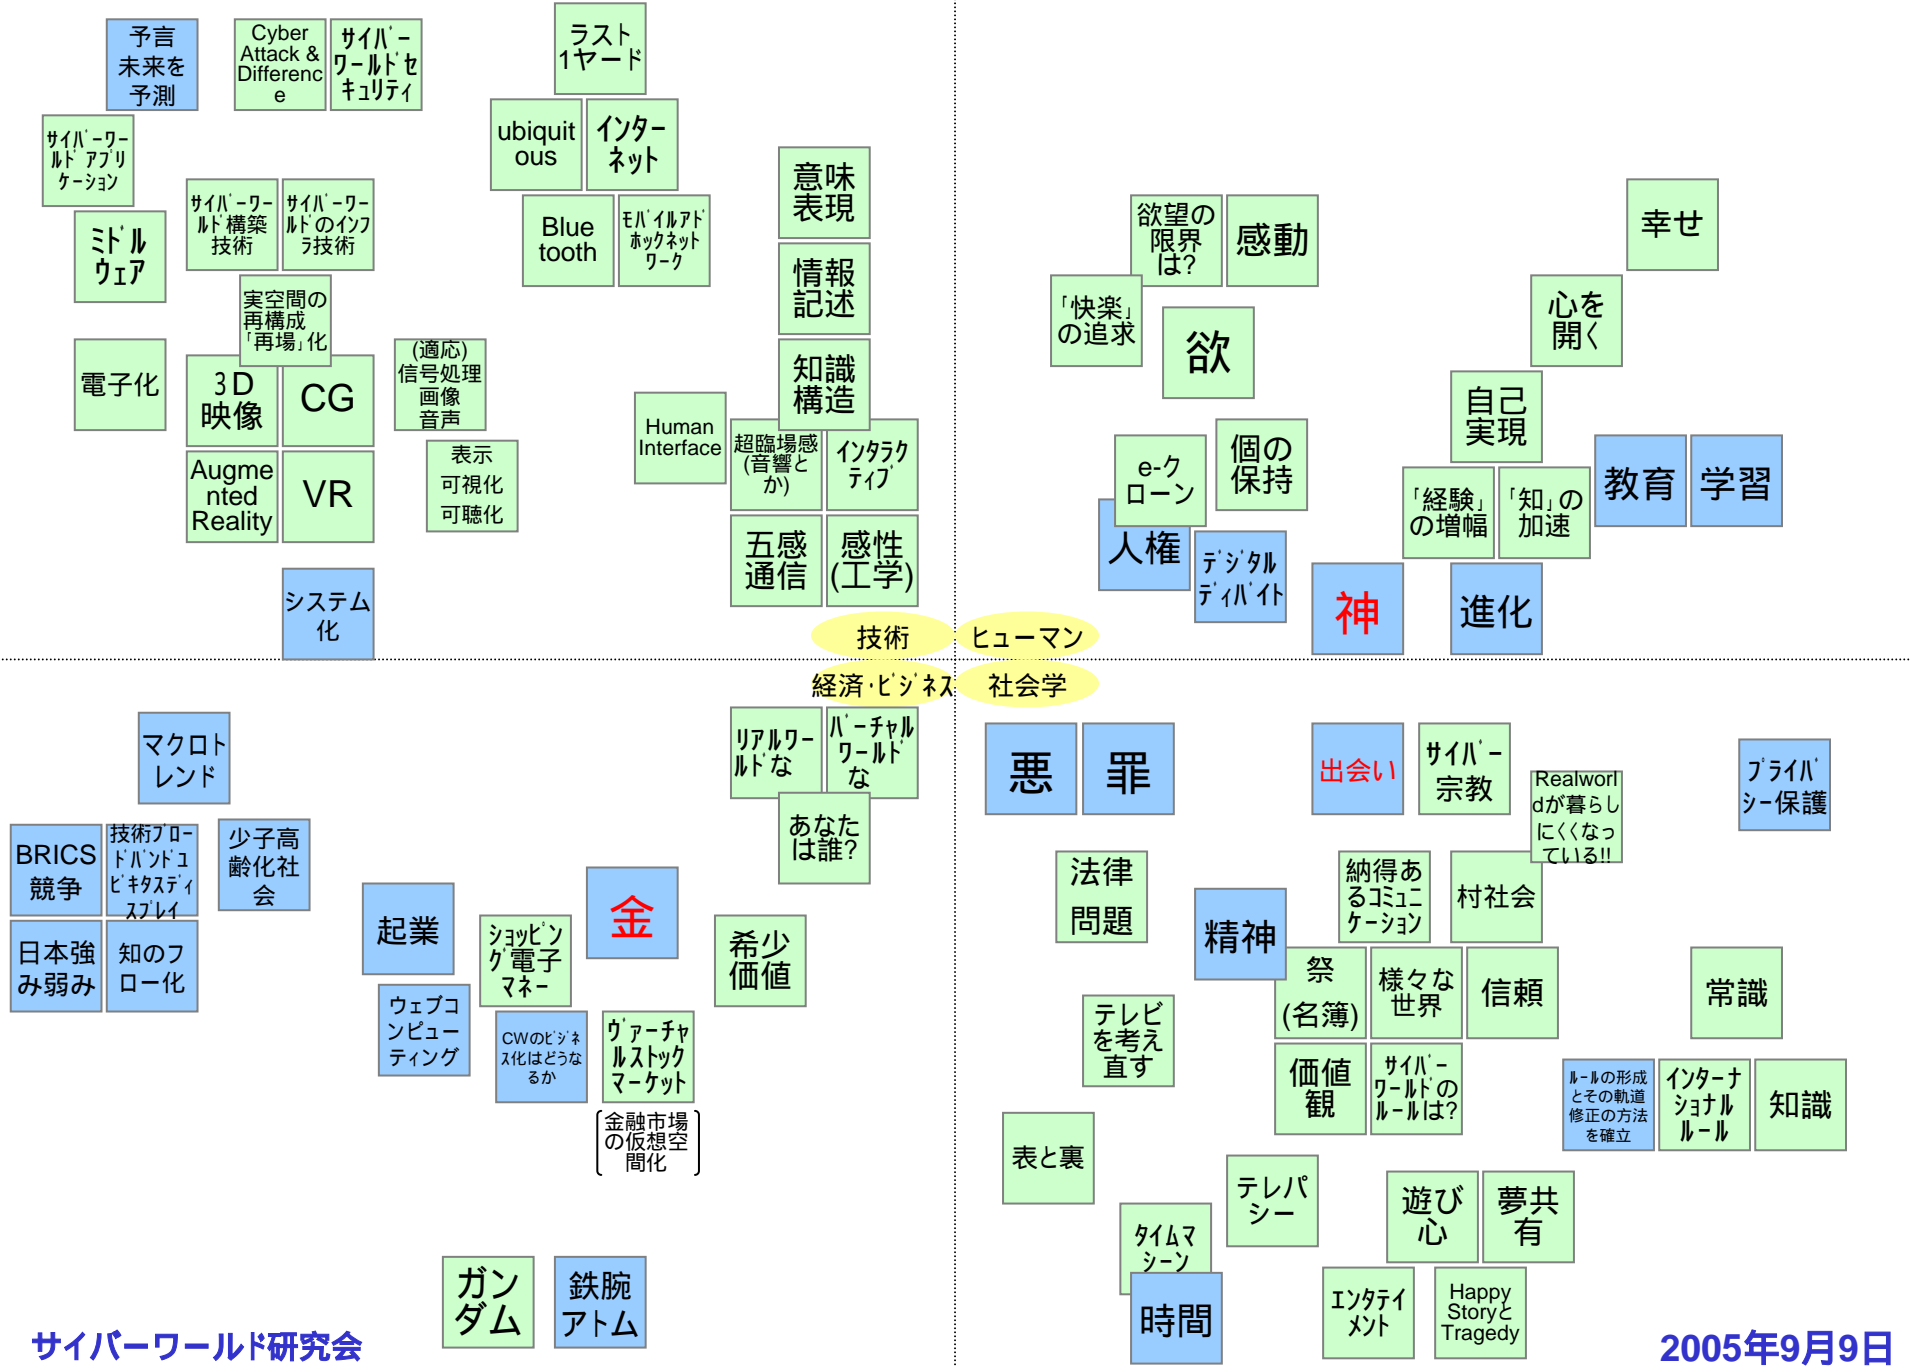 予言
未来を
予測
Cyber
Attack &
Differenc
e
サイバー
ワールドセ
キュリティ
サイバーワー
ルドアプリ
ケーション
ミドル
ウェア
サイバーワー
ルド構築
技術
サイバーワー
ルドのインフ
ラ技術
実空間の
再構成
「再場」化
電子化
3D
映像
CG
(適応)
信号処理
画像
音声
Augme
nted
Reality
VR
表示
可視化
可聴化
システム
化
ラスト
1ヤード
ubiquit
ous
インター
ネット
Blue
tooth
モバイルアド
ホックネット
ワーク
意味
表現
情報
記述
知識
構造
Human
Interface
超臨場感
(音響と
か)
インタラク
ティブ
五感
通信
感性
(工学)
技術
ヒューマン
経済・ビジネス
社会学
欲望の
限界
は?
感動
「快楽」
の追求
欲
e-ク
ローン
個の
保持
人権
デジタル
ディバイト
幸せ
心を
開く
自己
実現
「経験」
の増幅
「知」の
加速
教育
学習
神
進化
マクロト
レンド
BRICS
競争
技術ブロー
ドバンドユ
ビキタスディ
スプレイ
少子高
齢化社
会
日本強
み弱み
知のフ
ロー化
起業
ショッピン
グ電子
マネー
金
ウェブコ
ンピュー
ティング
CWのビジネ
ス化はどうな
るか
ヴァーチャ
ルストック
マーケット
金融市場
の仮想空
間化
リアルワー
ルドな
バーチャル
ワールド
な
あなた
は誰?
希少
価値
ガン
ダム
鉄腕
アトム
悪
罪
出会い
サイバー
宗教
Realworl
dが暮らし
にくくなっ
ている!!
プライバ
シー保護
法律
問題
精神
納得あ
るコミュニ
ケーション
村社会
祭
(名簿)
様々な
世界
信頼
常識
テレビ
を考え
直す
価値
観
サイバー
ワールドの
ルールは?
ルールの形成
とその軌道
修正の方法
を確立
インターナ
ショナル
ルール
知識
表と裏
テレパ
シー
タイムマ
シーン
時間
遊び
心
夢共
有
エンタテイ
メント
Happy
Storyと
Tragedy
サイバーワールド研究会
2005年9月9日